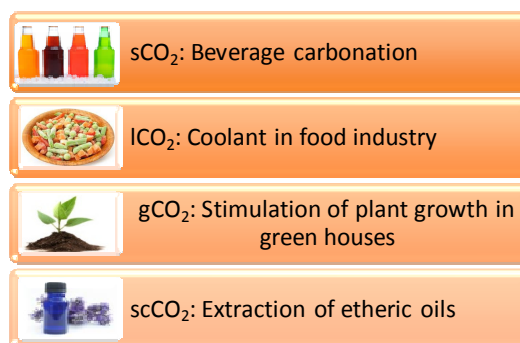 sCO₂: Beverage carbonation
lCO₂: Coolant in food industry
gCO₂: Stimulation of plant growth in
green houses
scCO₂: Extraction of etheric oils